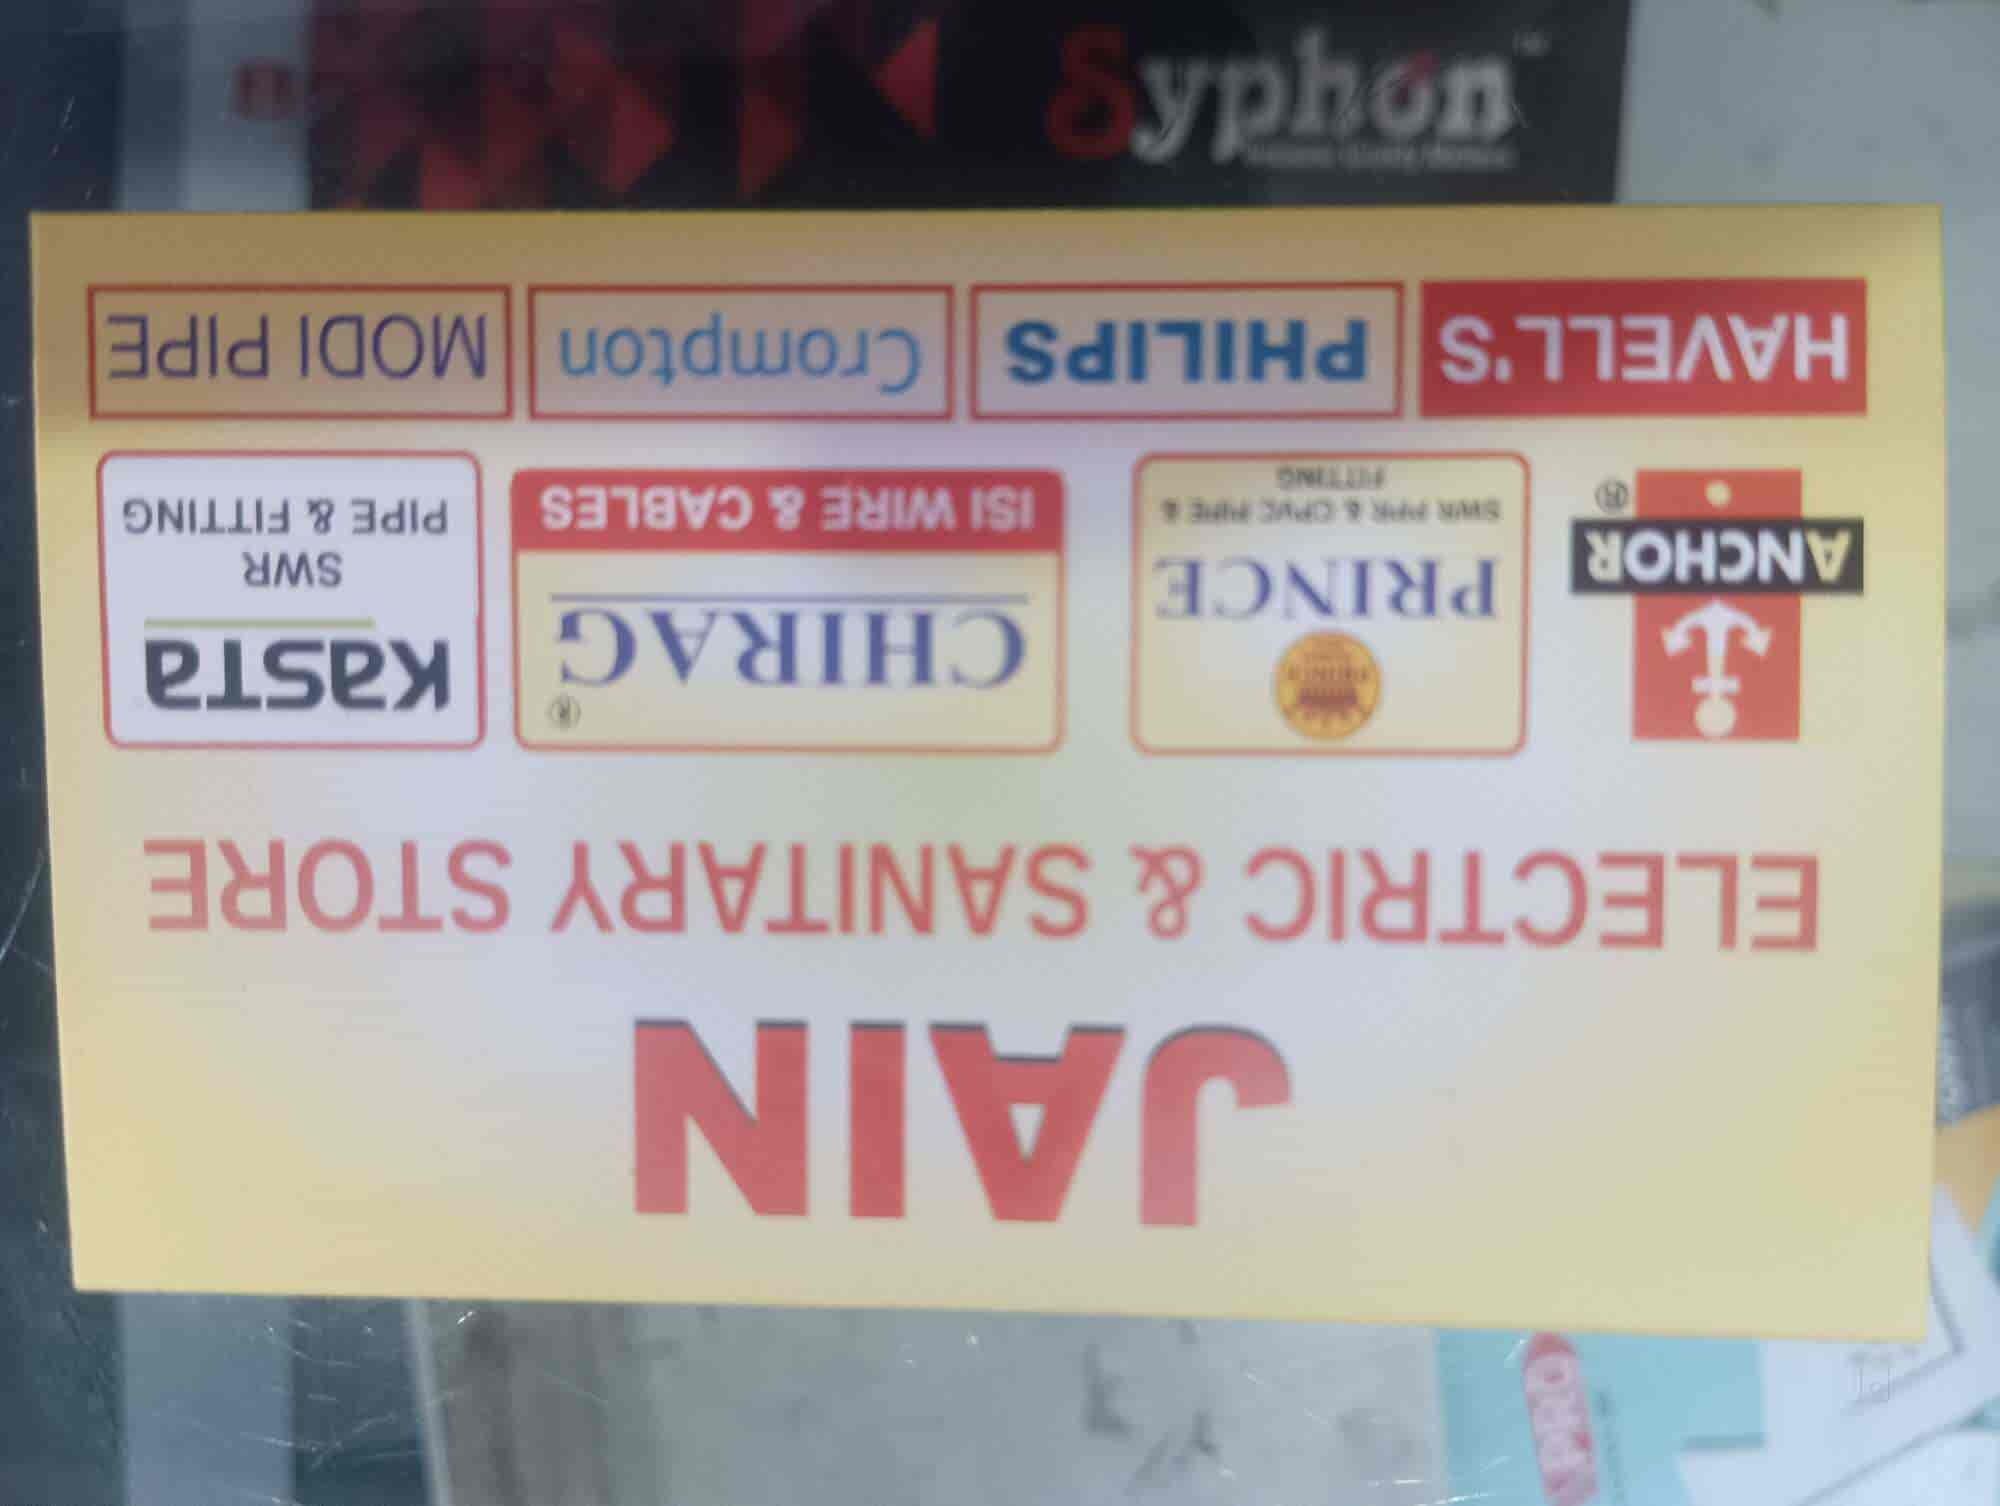 Syphon
JAIN
ELECTRIC & SANITARY STORE
ANCHOR ®
PRINCE
SWR PPR & CPVC PIPE &
FITTING
CHIRAG ®
ISI WIRE & CABLES
KaSTa
SWR
PIPE & FITTING
HAVELL'S
PHILIPS
Crompton
MODI PIPE